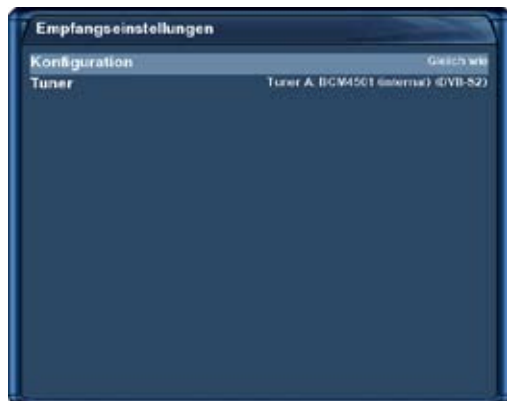 Empfangseinstellungen
Konfiguration Gleich wie
Tuner Tuner A: BCM4501 (internal) (DVB-S2)